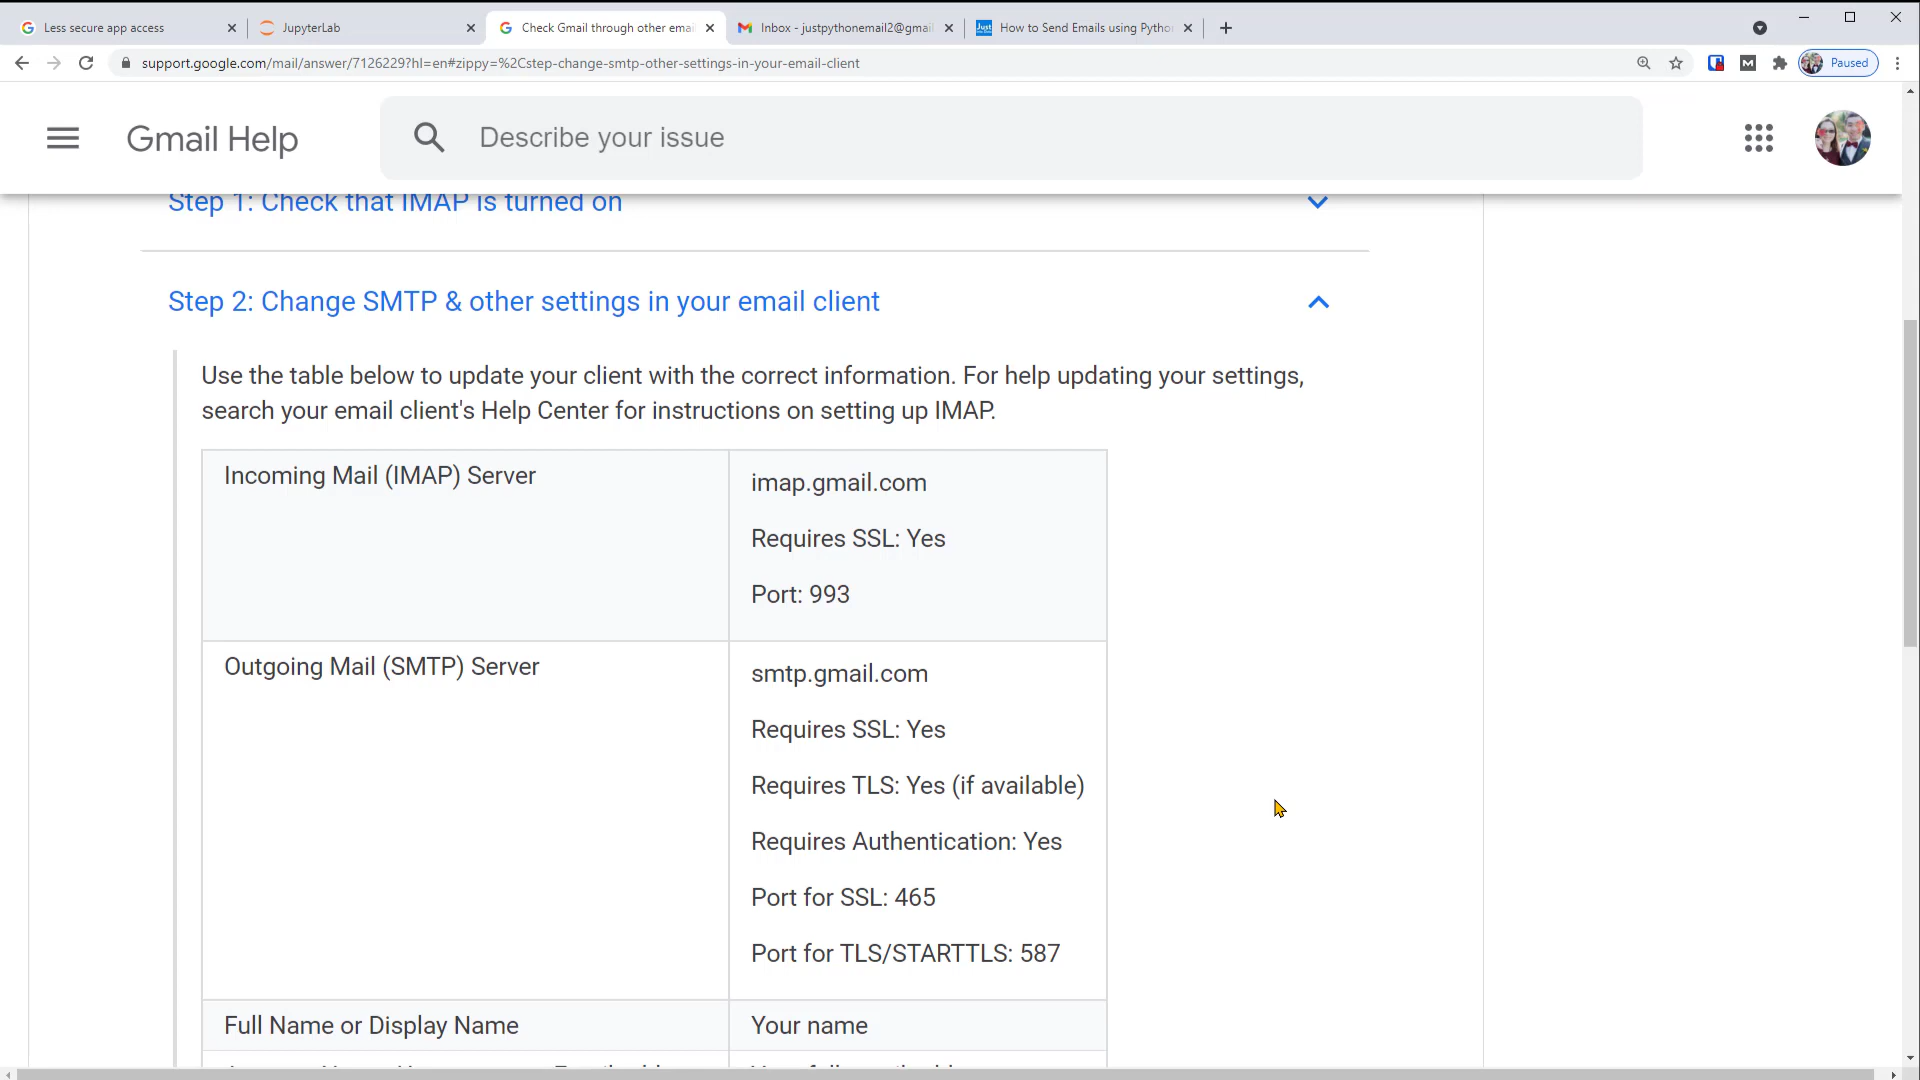 Less secure app access
JupyterLab
Check Gmail through other emai
Inbox - justpythonemail2@gmail
How to Send Emails using Pytho
support.google.com/mail/answer/7126229?hl=en#zippy=%2Cstep-change-smtp-other-settings-in-your-email-client
Paused
Gmail Help
Describe your issue
Step 1: Check that IMAP is turned on
Step 2: Change SMTP & other settings in your email client
Use the table below to update your client with the correct information. For help updating your settings,
search your email client's Help Center for instructions on setting up IMAP.
Incoming Mail (IMAP) Server
imap.gmail.com
Requires SSL: Yes
Port: 993
Outgoing Mail (SMTP) Server
smtp.gmail.com
Requires SSL: Yes
Requires TLS: Yes (if available)
Requires Authentication: Yes
Port for SSL: 465
Port for TLS/STARTTLS: 587
Full Name or Display Name
Your name